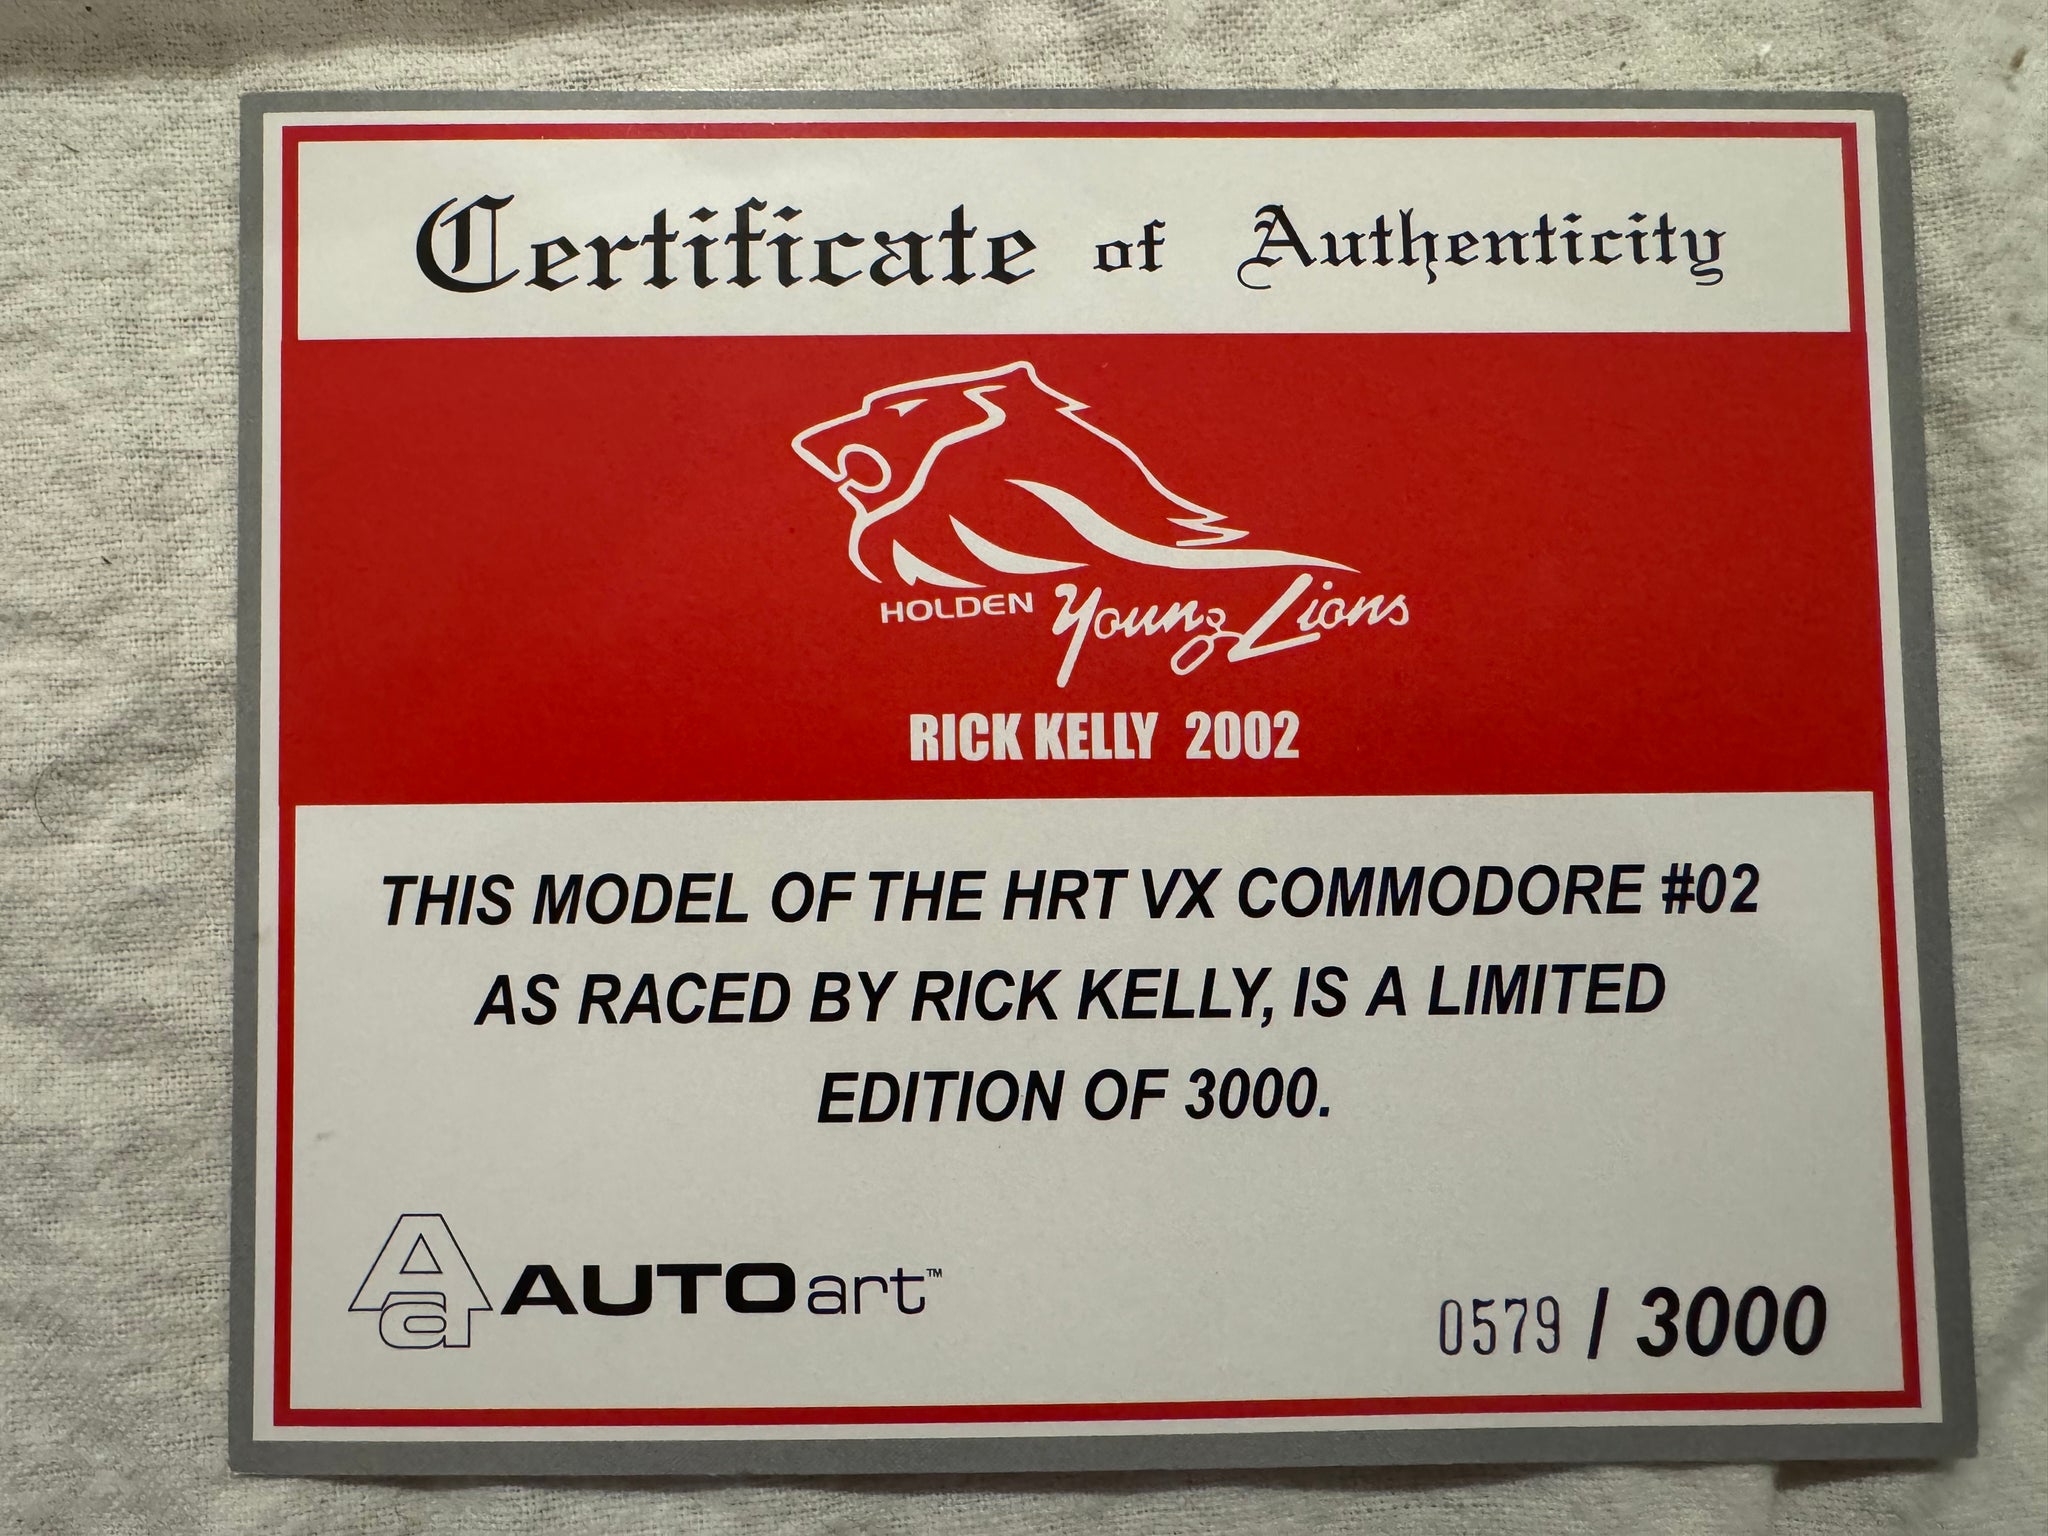 Certificate of Authenticity
HOLDEN Young Lions
RICK KELLY 2002
THIS MODEL OF THE HRT VX COMMODORE #02
AS RACED BY RICK KELLY, IS A LIMITED
EDITION OF 3000.
Aa AUTOart™
0579 / 3000